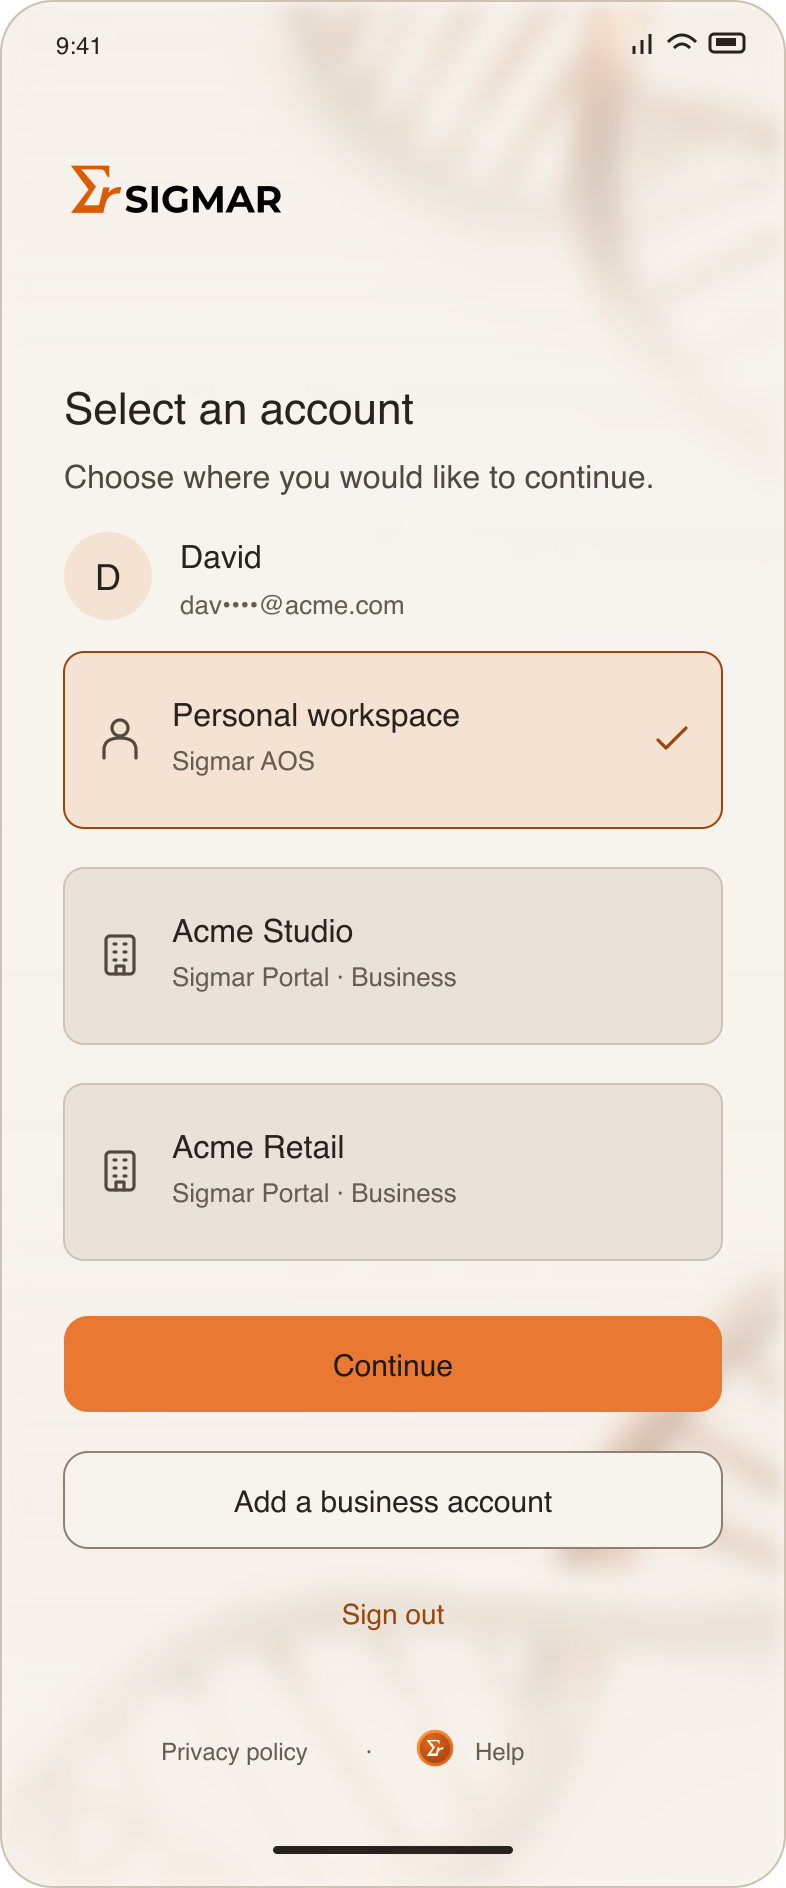 9:41
Σr SIGMAR
Select an account
Choose where you would like to continue.
D
David
dav••••@acme.com
Personal workspace
Sigmar AOS
Acme Studio
Sigmar Portal · Business
Acme Retail
Sigmar Portal · Business
Continue
Add a business account
Sign out
Privacy policy · Σr Help